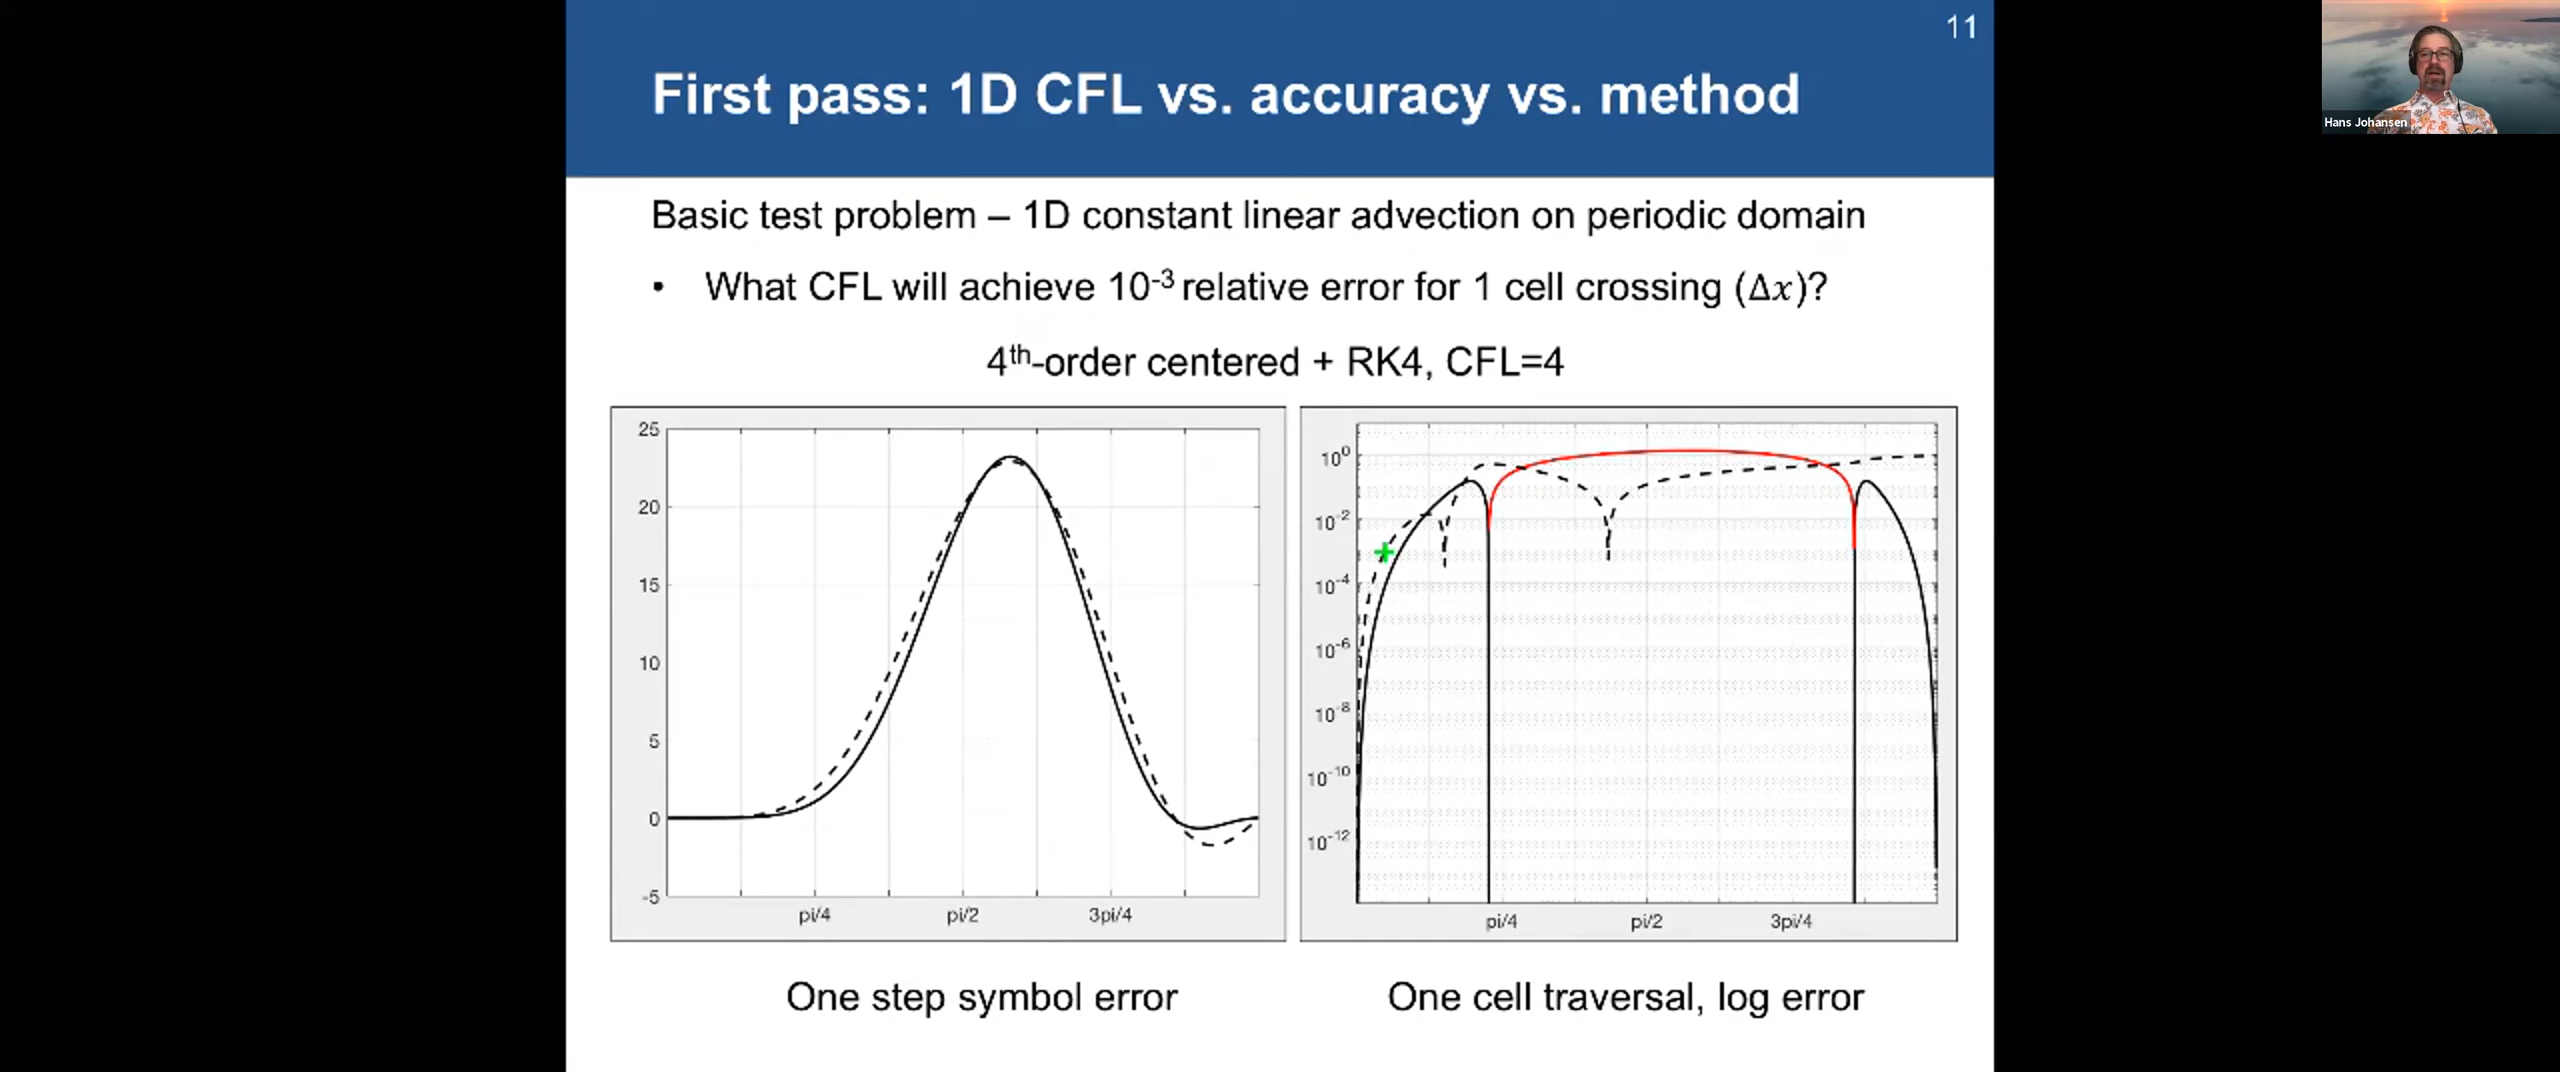 11
Hans Johansen
First pass: 1D CFL vs. accuracy vs. method
Basic test problem – 1D constant linear advection on periodic domain
• What CFL will achieve 10⁻³ relative error for 1 cell crossing (Δx)?
4ᵗʰ-order centered + RK4, CFL=4
25
20
15
10
5
0
-5
pi/4 pi/2 3pi/4
10⁰
10⁻²
10⁻⁴
10⁻⁶
10⁻⁸
10⁻¹⁰
10⁻¹²
pi/4 pi/2 3pi/4
One step symbol error
One cell traversal, log error